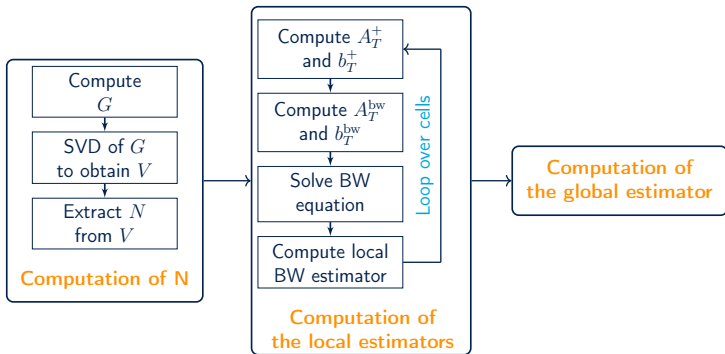 Compute
G
SVD of G
to obtain V
Extract N
from V
Computation of N
Compute A_T^+
and b_T^+
Compute A_T^bw
and b_T^bw
Solve BW
equation
Compute local
BW estimator
Loop over cells
Computation of
the local estimators
Computation of
the global estimator